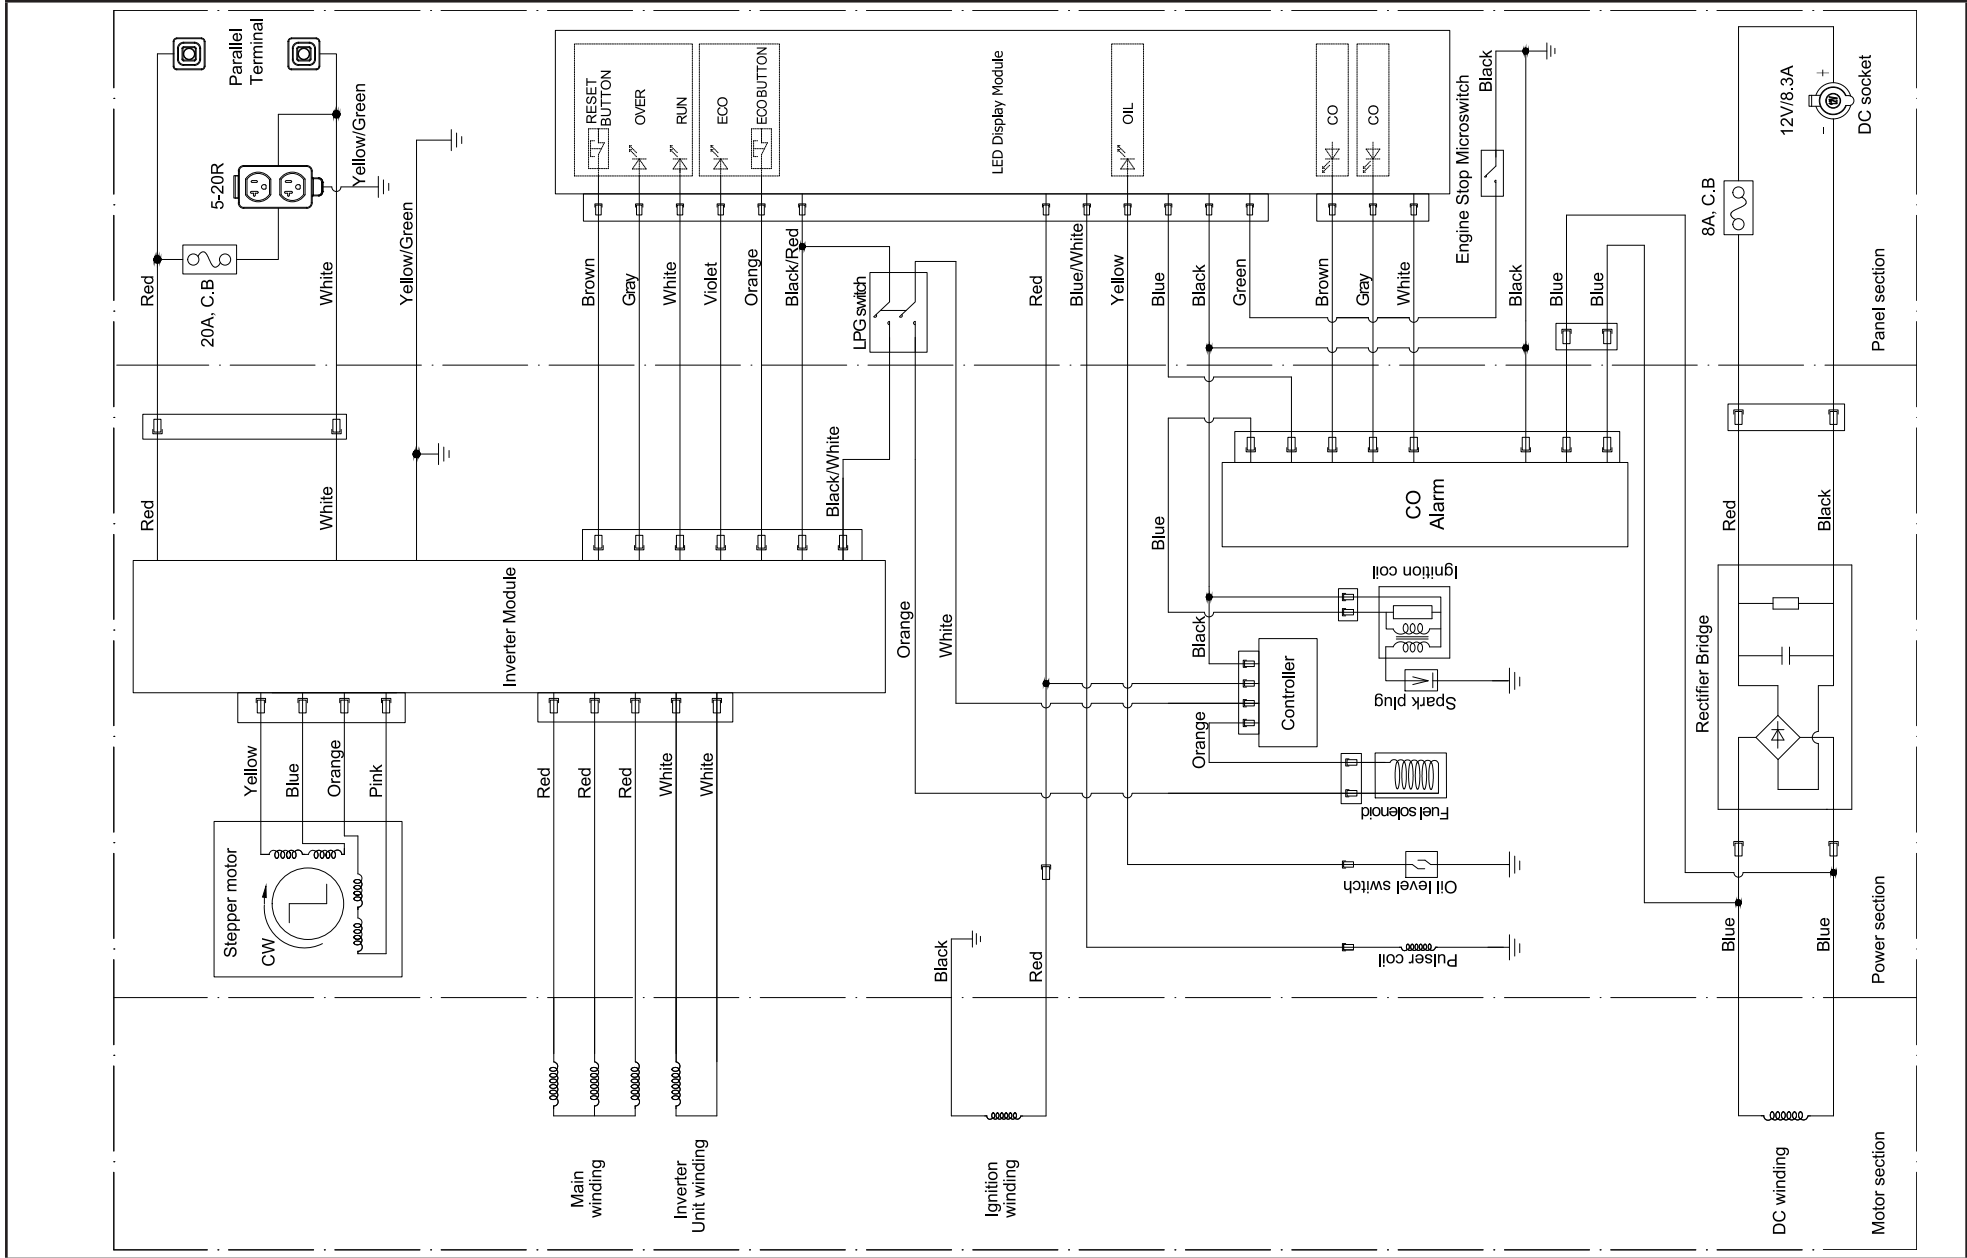 Parallel
Terminal
5-20R
Yellow/Green
Red
20A, C.B
White
Yellow/Green
Red
White
RESET
BUTTON
OVER
RUN
ECO
ECO BUTTON
LED Display Module
OIL
CO
CO
Brown
Gray
White
Violet
Orange
Black/Red
LPG switch
Red
Blue/White
Yellow
Blue
Black
Green
Brown
Gray
White
Engine Stop Microswitch
Black
Black
Blue
Blue
12V/8.3A
+
-
12V
DC socket
8A, C.B
Panel section
Black/White
Inverter Module
Orange
White
Blue
CO
Alarm
Red
Black
Black
Controller
Orange
Ignition coil
Spark plug
Fuel solenoid
Oil level switch
Pulser coil
Rectifier Bridge
Yellow
Blue
Orange
Pink
Stepper motor
CW
Red
Red
Red
White
White
Black
Red
Blue
Blue
Power section
Main
winding
Inverter
Unit winding
Ignition
winding
DC winding
Motor section